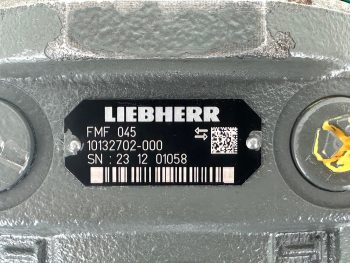 LIEBHERR
FMF 045
10132702-000
SN : 23 12 01058